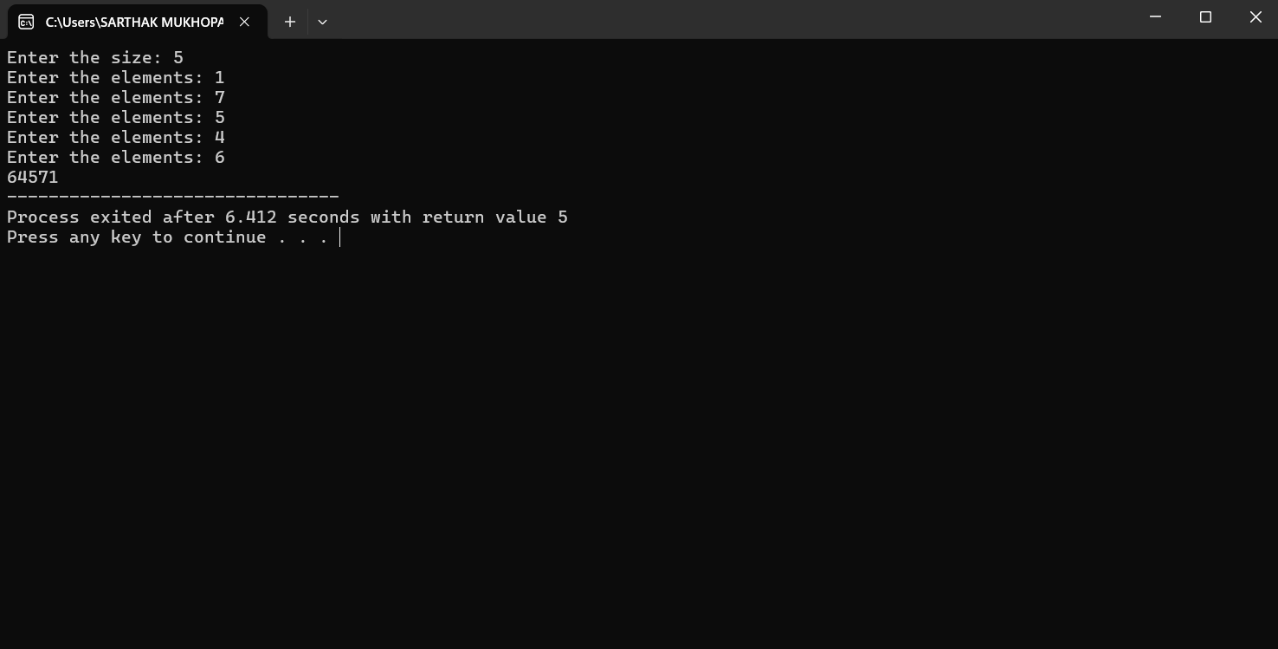 C:\Users\SARTHAK MUKHOPA
Enter the size: 5
Enter the elements: 1
Enter the elements: 7
Enter the elements: 5
Enter the elements: 4
Enter the elements: 6
64571
--------------------------------
Process exited after 6.412 seconds with return value 5
Press any key to continue . . .